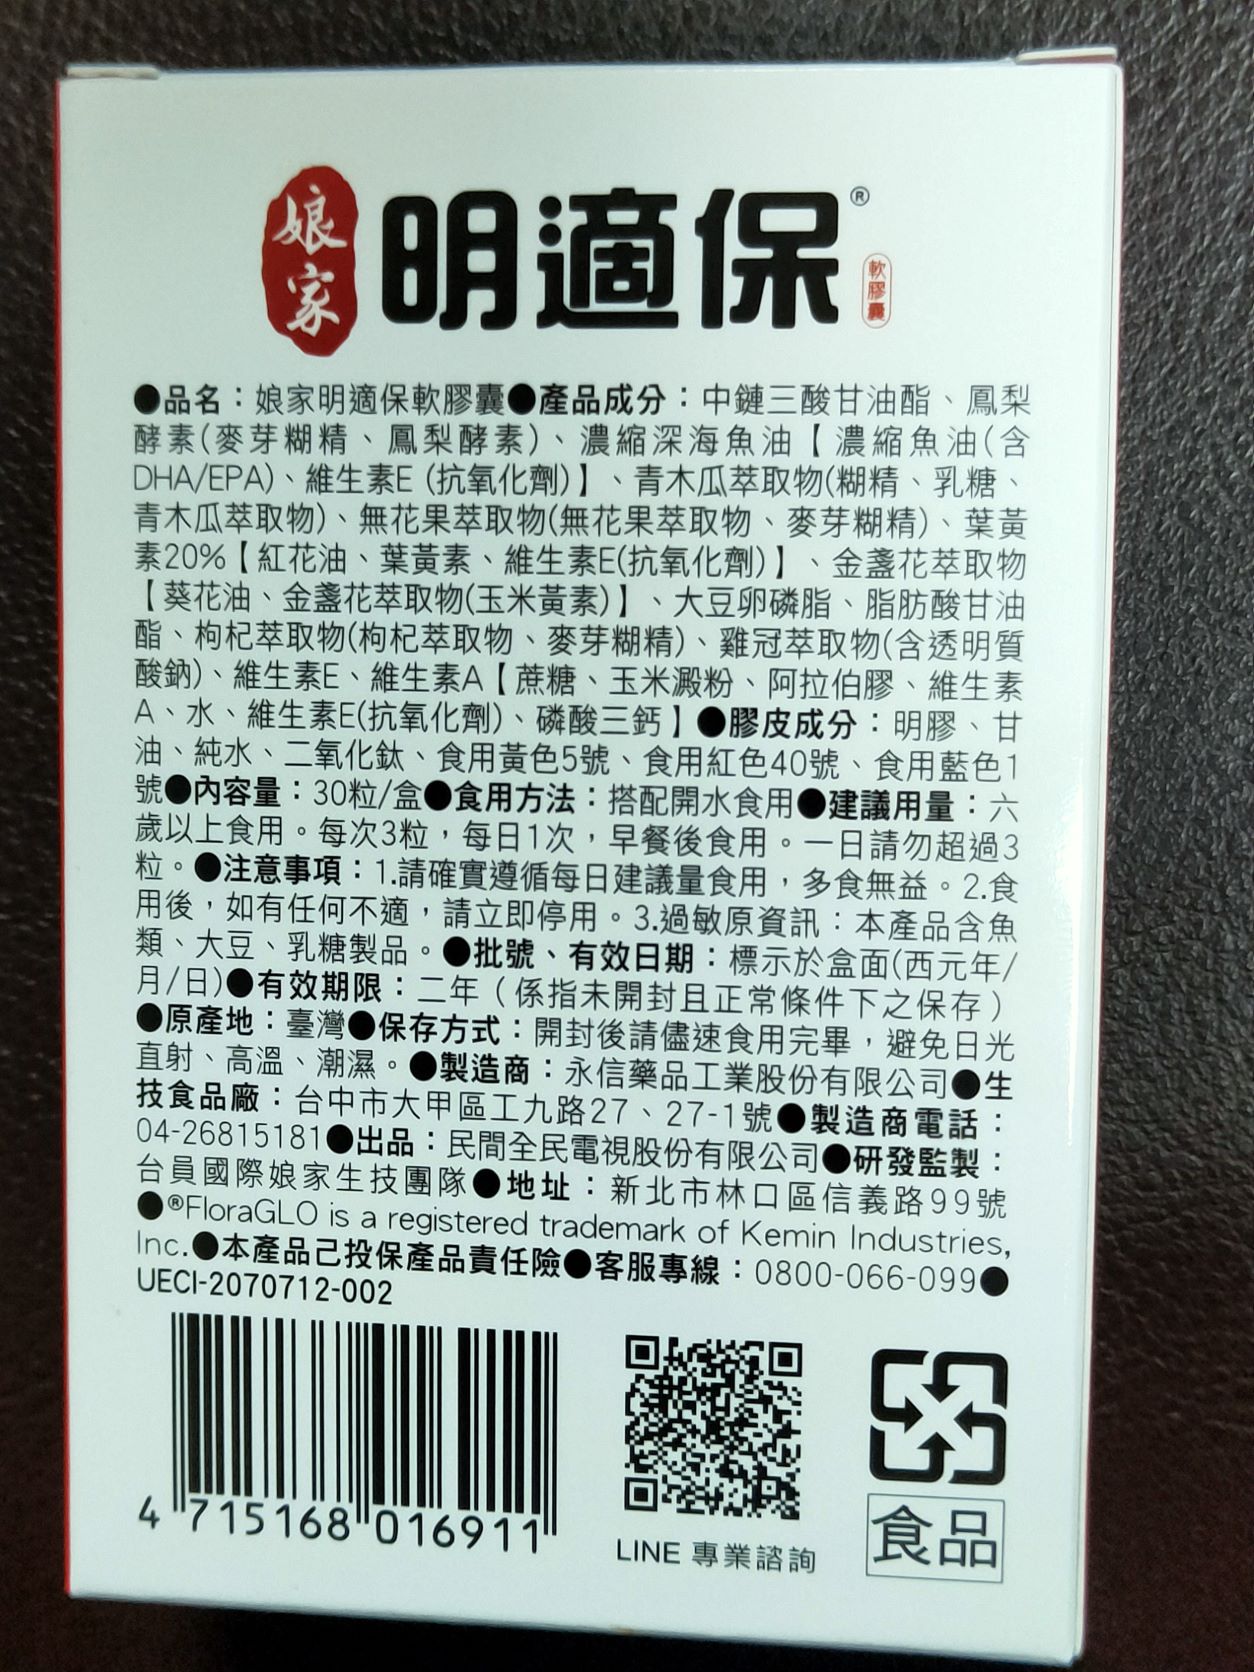 娘家 明適保® 軟膠囊
●品名：娘家明適保軟膠囊●產品成分：中鏈三酸甘油酯、鳳梨
酵素(麥芽糊精、鳳梨酵素)、濃縮深海魚油【濃縮魚油(含
DHA/EPA)、維生素E (抗氧化劑)】、青木瓜萃取物(糊精、乳糖、
青木瓜萃取物)、無花果萃取物(無花果萃取物、麥芽糊精)、葉黃
素20%【紅花油、葉黃素、維生素E(抗氧化劑)】、金盞花萃取物
【葵花油、金盞花萃取物(玉米黃素)】、大豆卵磷脂、脂肪酸甘油
酯、枸杞萃取物(枸杞萃取物、麥芽糊精)、雞冠萃取物(含透明質
酸鈉)、維生素E、維生素A【蔗糖、玉米澱粉、阿拉伯膠、維生素
A、水、維生素E(抗氧化劑)、磷酸三鈣】●膠皮成分：明膠、甘
油、純水、二氧化鈦、食用黃色5號、食用紅色40號、食用藍色1
號●內容量：30粒/盒●食用方法：搭配開水食用●建議用量：六
歲以上食用。每次3粒，每日1次，早餐後食用。一日請勿超過3
粒。●注意事項：1.請確實遵循每日建議量食用，多食無益。2.食
用後，如有任何不適，請立即停用。3.過敏原資訊：本產品含魚
類、大豆、乳糖製品。●批號、有效日期：標示於盒面(西元年/
月/日)●有效期限：二年（係指未開封且正常條件下之保存）
●原產地：臺灣●保存方式：開封後請儘速食用完畢，避免日光
直射、高溫、潮濕。●製造商：永信藥品工業股份有限公司●生
技食品廠：台中市大甲區工九路27、27-1號●製造商電話：
04-26815181●出品：民間全民電視股份有限公司●研發監製：
台員國際娘家生技團隊●地址：新北市林口區信義路99號
●®FloraGLO is a registered trademark of Kemin Industries,
Inc.●本產品已投保產品責任險●客服專線：0800-066-099●
UECI-2070712-002
4 715168 016911
LINE 專業諮詢
食品